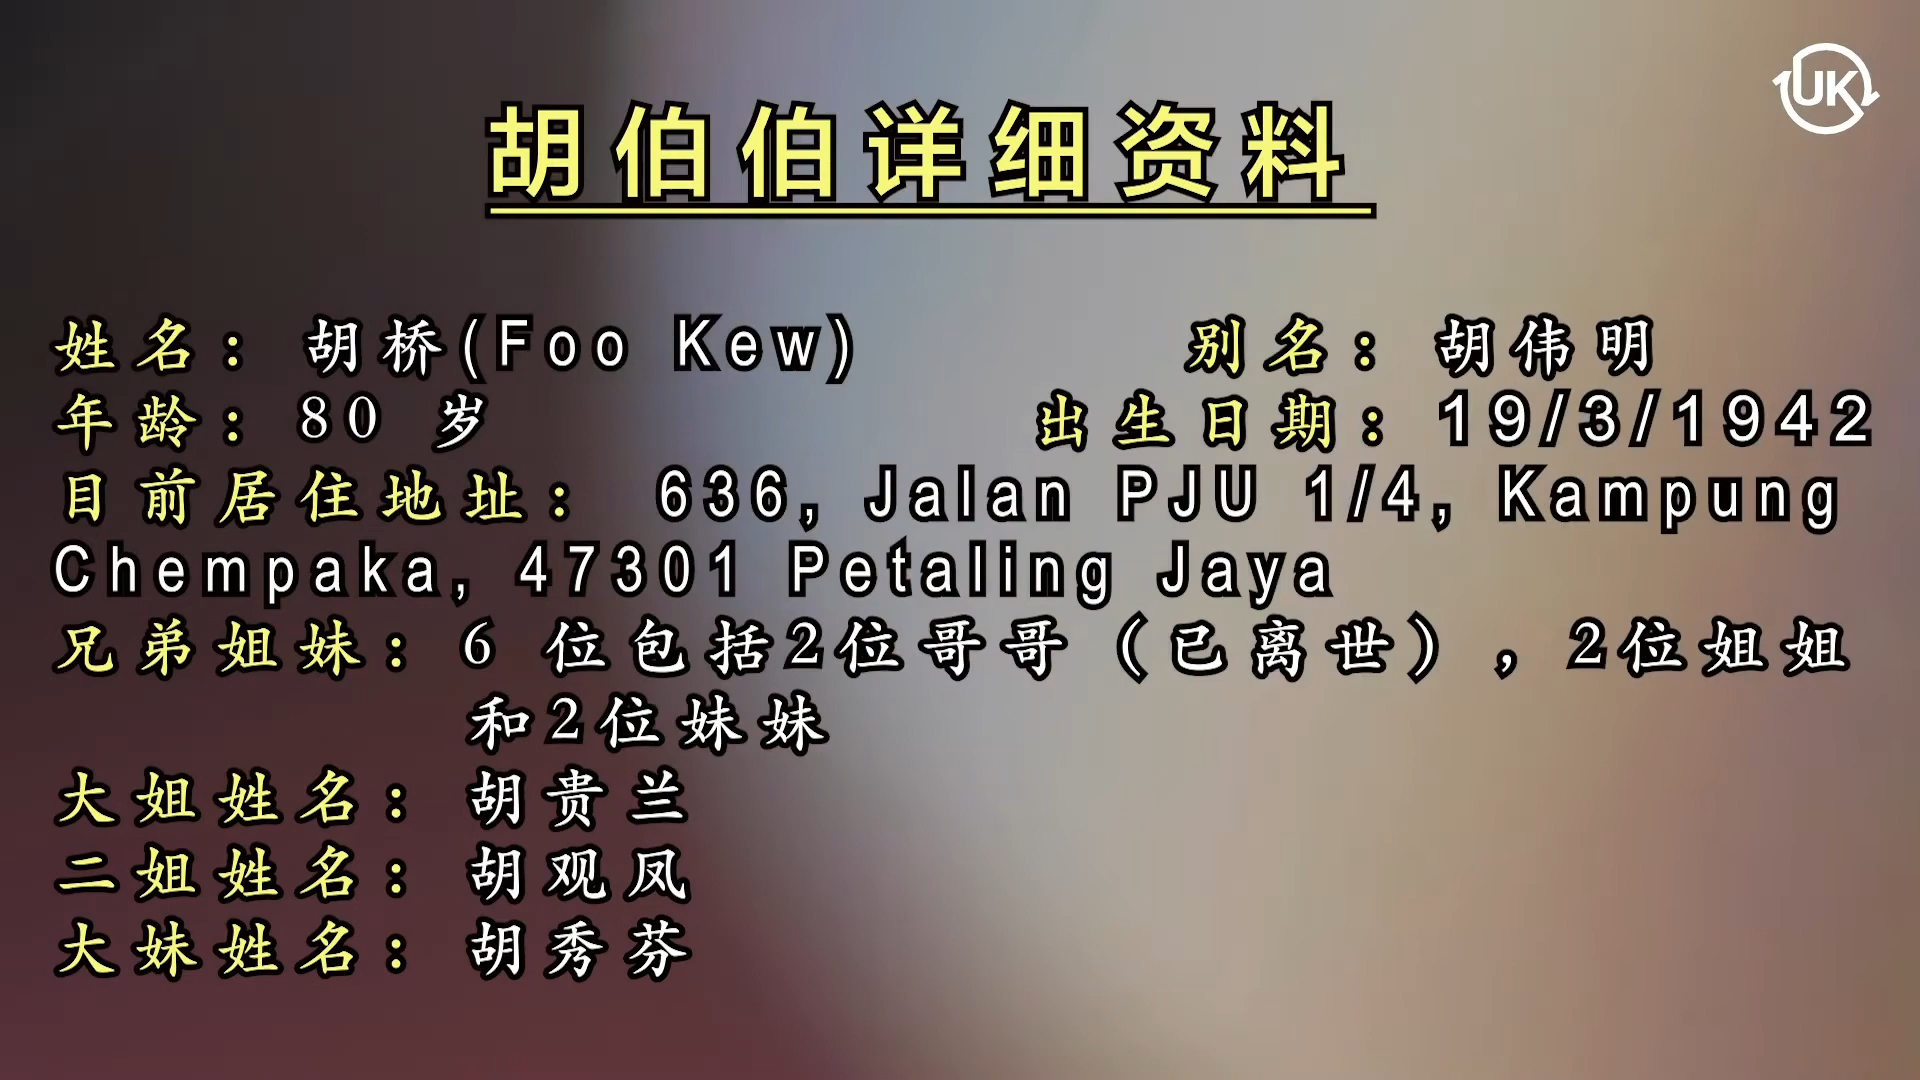 UK
胡伯伯详细资料
姓名：胡桥(Foo Kew) 别名：胡伟明
年龄：80 岁 出生日期：19/3/1942
目前居住地址： 636, Jalan PJU 1/4, Kampung
Chempaka, 47301 Petaling Jaya
兄弟姐妹：6 位包括2位哥哥（已离世），2位姐姐
和2位妹妹
大姐姓名：胡贵兰
二姐姓名：胡观凤
大妹姓名：胡秀芬